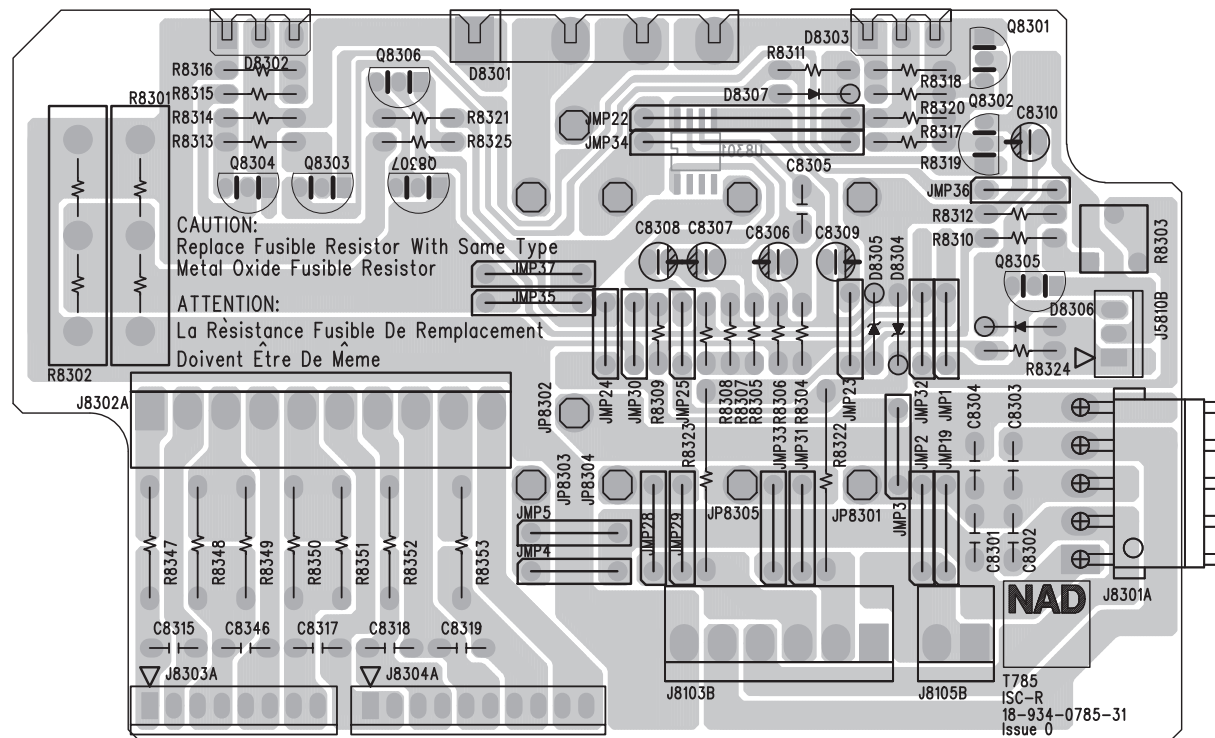 Q8301
Q8306
D8303
R8311
R8316
D8302
D8301
R8318
R8315
R8301
D8307
R8320
Q8302
C8310
R8314
R8321
JMP22
R8317
R8313
R8325
JMP34
U8301
R8319
Q8304
Q8303
Q8307
C8305
JMP36
R8312
R8310
R8303
CAUTION:
Replace Fusible Resistor With Same Type
Metal Oxide Fusible Resistor
C8308
C8307
C8306
C8309
D8305
D8304
Q8305
JMP37
JMP35
D8306
J5810B
ATTENTION:
La Rèsistance Fusible De Remplacement
Doivent Être De Même
R8324
R8302
J8302A
JP8302
JMP24
JMP30
R8309
JMP25
R8308
R8307
R8305
R8306
R8304
JMP23
JMP32
JMP1
C8304
C8303
R8323
JMP33
JMP31
R8322
JMP2
JMP19
JP8303
JP8304
JP8305
JP8301
JMP3
JMP5
JMP4
JMP28
JMP29
R8347
R8348
R8349
R8350
R8351
R8352
R8353
C8301
C8302
J8301A
NAD
C8315
C8346
C8317
C8318
C8319
J8303A
J8304A
J8103B
J8105B
T785
ISC-R
18-934-0785-31
Issue 0